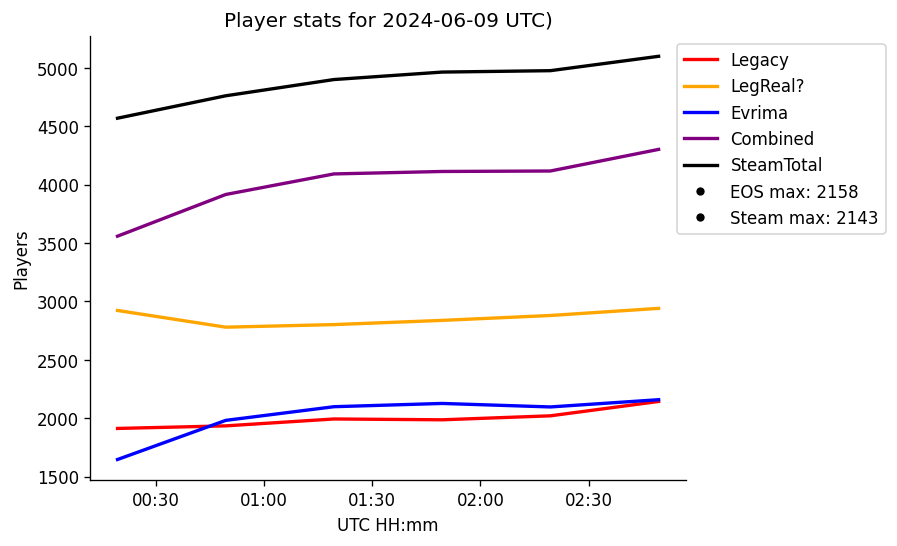 Player stats for 2024-06-09 UTC)
5000
4500
4000
3500
3000
2500
2000
1500
Players
00:30 01:00 01:30 02:00 02:30
UTC HH:mm
Legacy
LegReal?
Evrima
Combined
SteamTotal
EOS max: 2158
Steam max: 2143